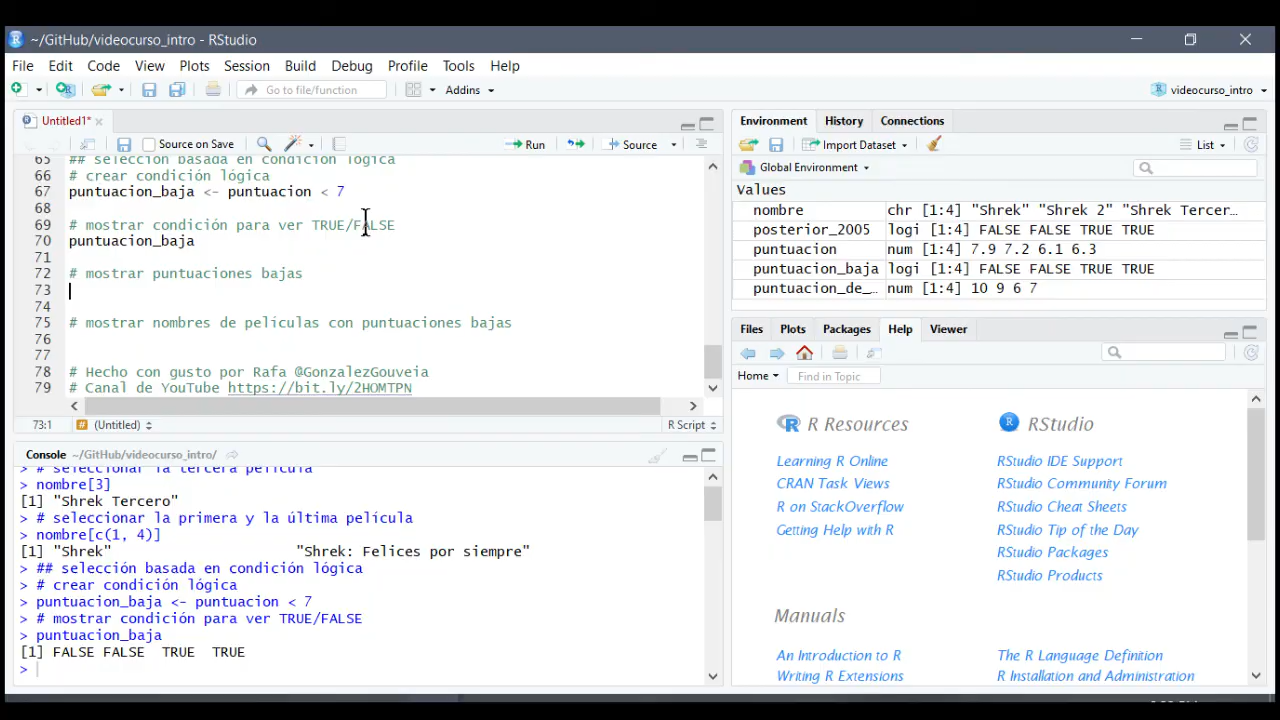 ~/GitHub/videocurso_intro - RStudio
File Edit Code View Plots Session Build Debug Profile Tools Help
Go to file/function Addins videocurso_intro
Untitled1*
Source on Save Run Source
65 ## selección basada en condición lógica
66 # crear condición lógica
67 puntuacion_baja <- puntuacion < 7
68
69 # mostrar condición para ver TRUE/FALSE
70 puntuacion_baja
71
72 # mostrar puntuaciones bajas
73
74
75 # mostrar nombres de películas con puntuaciones bajas
76
77
78 # Hecho con gusto por Rafa @GonzalezGouveia
79 # Canal de YouTube https://bit.ly/2HOMTPN
73:1 (Untitled) R Script
Console ~/GitHub/videocurso_intro/
> # seleccionar la tercera película
> nombre[3]
[1] "Shrek Tercero"
> # seleccionar la primera y la última película
> nombre[c(1, 4)]
[1] "Shrek" "Shrek: Felices por siempre"
> ## selección basada en condición lógica
> # crear condición lógica
> puntuacion_baja <- puntuacion < 7
> # mostrar condición para ver TRUE/FALSE
> puntuacion_baja
[1] FALSE FALSE TRUE TRUE
>
Environment History Connections
Import Dataset List
Global Environment
Values
nombre chr [1:4] "Shrek" "Shrek 2" "Shrek Tercer…
posterior_2005 logi [1:4] FALSE FALSE TRUE TRUE
puntuacion num [1:4] 7.9 7.2 6.1 6.3
puntuacion_baja logi [1:4] FALSE FALSE TRUE TRUE
puntuacion_de_… num [1:4] 10 9 6 7
Files Plots Packages Help Viewer
Home Find in Topic
R Resources
Learning R Online
CRAN Task Views
R on StackOverflow
Getting Help with R
RStudio
RStudio IDE Support
RStudio Community Forum
RStudio Cheat Sheets
RStudio Tip of the Day
RStudio Packages
RStudio Products
Manuals
An Introduction to R
Writing R Extensions
The R Language Definition
R Installation and Administration